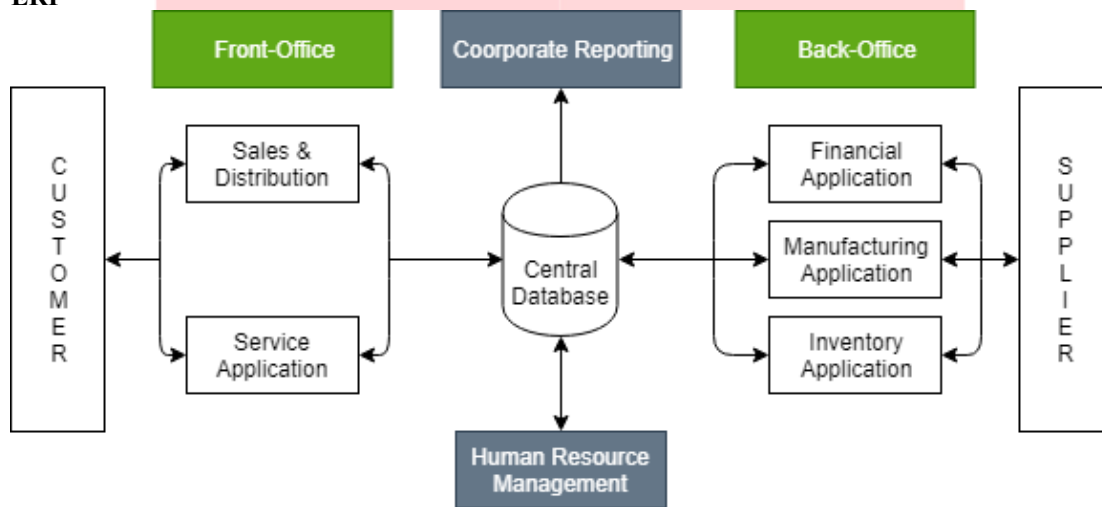 Front-Office
Coorporate Reporting
Back-Office
C
U
S
T
O
M
E
R
Sales &
Distribution
Service
Application
Central
Database
Financial
Application
Manufacturing
Application
Inventory
Application
S
U
P
P
L
I
E
R
Human Resource
Management